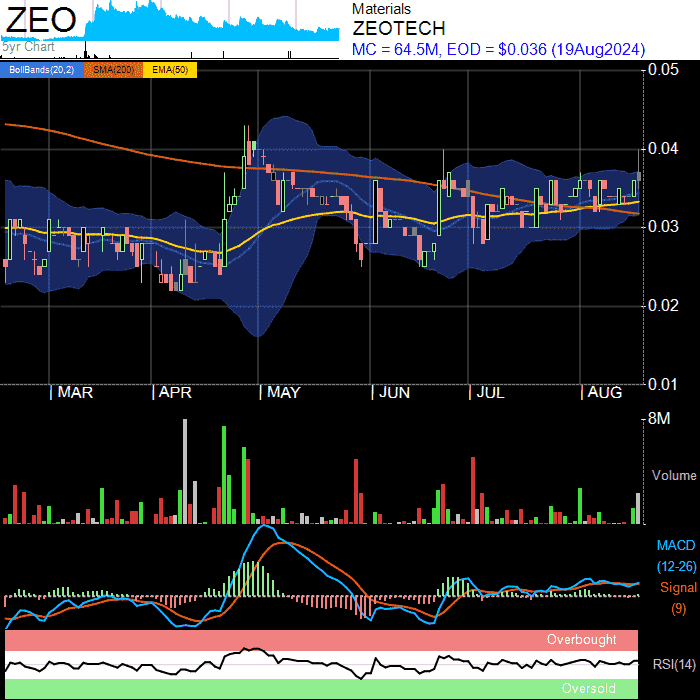 ZEO
5yr Chart
Materials
ZEOTECH
MC = 64.5M, EOD = $0.036 (19Aug2024)
BollBands(20,2) SMA(200) EMA(50)
0.05
0.04
0.03
0.02
0.01
MAR APR MAY JUN JUL AUG
8M
Volume
MACD
(12-26)
Signal
(9)
Overbought
RSI(14)
Oversold